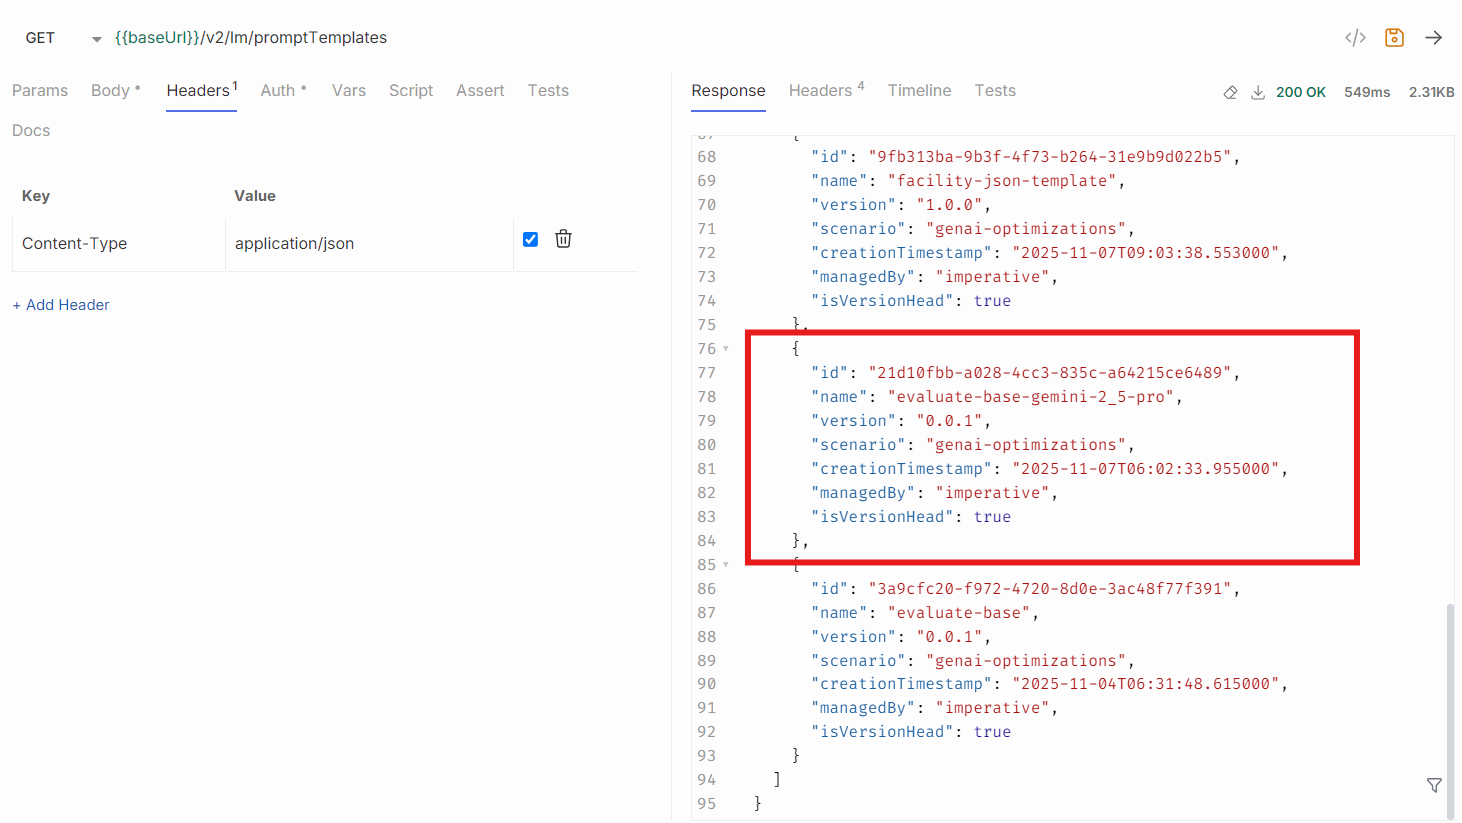 GET {{baseUrl}}/v2/lm/promptTemplates
Params Body Headers 1 Auth Vars Script Assert Tests
Docs
Key Value
Content-Type application/json
+ Add Header
Response Headers 4 Timeline Tests 200 OK 549ms 2.31KB
67 {
68 "id": "9fb313ba-9b3f-4f73-b264-31e9b9d022b5",
69 "name": "facility-json-template",
70 "version": "1.0.0",
71 "scenario": "genai-optimizations",
72 "creationTimestamp": "2025-11-07T09:03:38.553000",
73 "managedBy": "imperative",
74 "isVersionHead": true
75 },
76 {
77 "id": "21d10fbb-a028-4cc3-835c-a64215ce6489",
78 "name": "evaluate-base-gemini-2_5-pro",
79 "version": "0.0.1",
80 "scenario": "genai-optimizations",
81 "creationTimestamp": "2025-11-07T06:02:33.955000",
82 "managedBy": "imperative",
83 "isVersionHead": true
84 },
85 {
86 "id": "3a9cfc20-f972-4720-8d0e-3ac48f77f391",
87 "name": "evaluate-base",
88 "version": "0.0.1",
89 "scenario": "genai-optimizations",
90 "creationTimestamp": "2025-11-04T06:31:48.615000",
91 "managedBy": "imperative",
92 "isVersionHead": true
93 }
94 ]
95 }